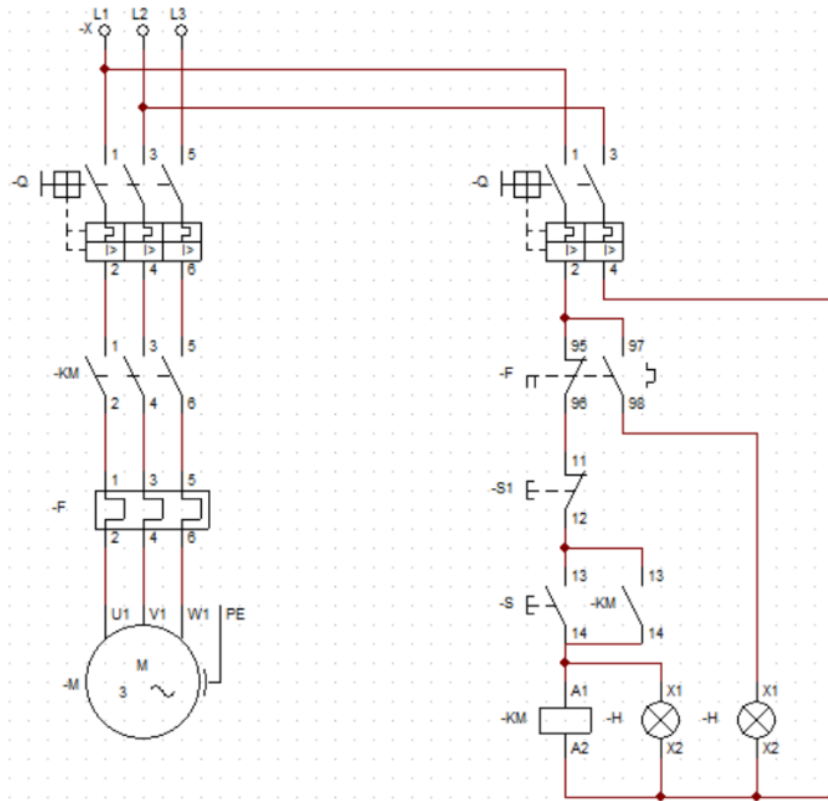 L1 L2 L3
-X
1 3 5 1 3
-Q -Q
I> I> I> I> I>
2 4 6 2 4
1 3 5 95 97
-KM -F
2 4 6 96 98
1 3 5 11
-F -S1
2 4 6 12
13 13
U1 V1 W1 PE -S -KM
14 14
M
-M 3
A1 X1 X1
-KM -H -H
A2 X2 X2